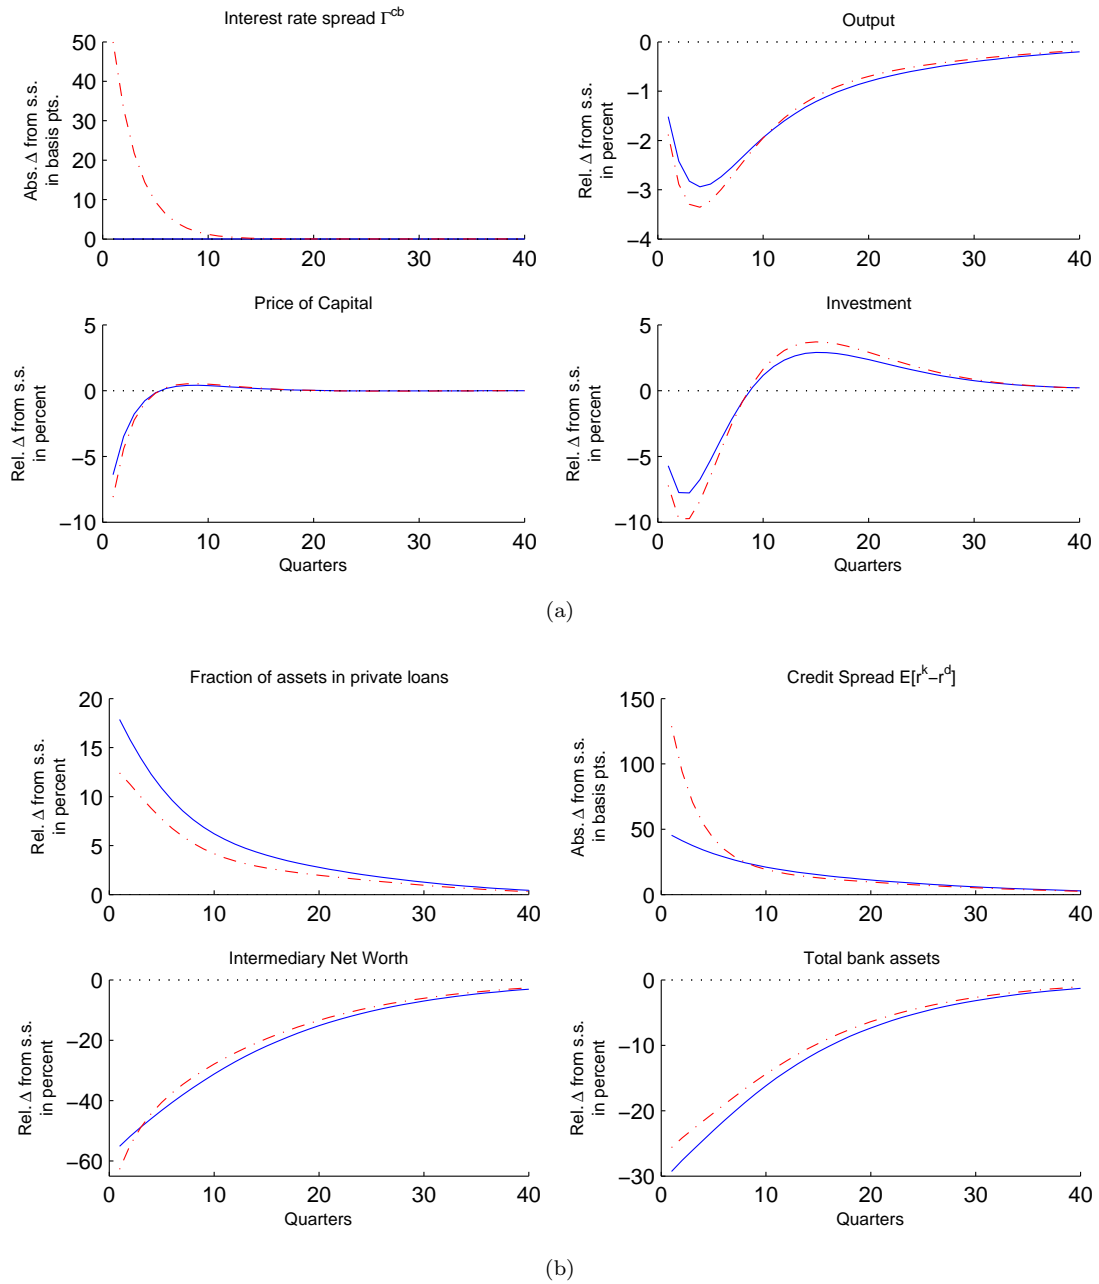 Interest rate spread Γ^cb
Abs. Δ from s.s.
in basis pts.
50
40
30
20
10
0
0 10 20 30 40
Output
Rel. Δ from s.s.
in percent
0
−1
−2
−3
−4
0 10 20 30 40
Price of Capital
Rel. Δ from s.s.
in percent
5
0
−5
−10
0 10 20 30 40
Quarters
Investment
Rel. Δ from s.s.
in percent
5
0
−5
−10
0 10 20 30 40
Quarters
(a)
Fraction of assets in private loans
Rel. Δ from s.s.
in percent
20
15
10
5
0
0 10 20 30 40
Credit Spread E[r^k−r^d]
Abs. Δ from s.s.
in basis pts.
150
100
50
0
0 10 20 30 40
Intermediary Net Worth
Rel. Δ from s.s.
in percent
0
−20
−40
−60
0 10 20 30 40
Quarters
Total bank assets
Rel. Δ from s.s.
in percent
0
−10
−20
−30
0 10 20 30 40
Quarters
(b)